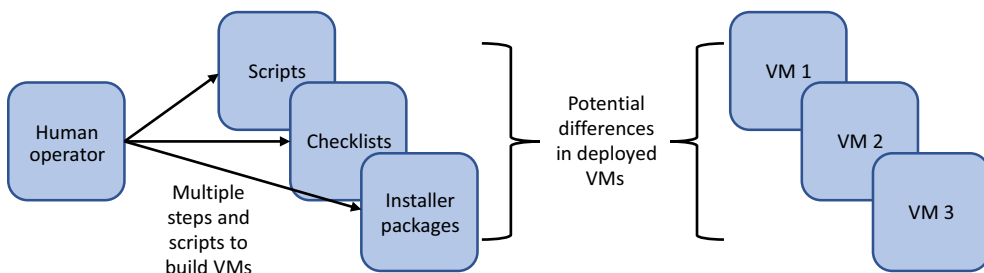 Human
operator
Scripts
Checklists
Installer
packages
Multiple
steps and
scripts to
build VMs
Potential
differences
in deployed
VMs
VM 1
VM 2
VM 3